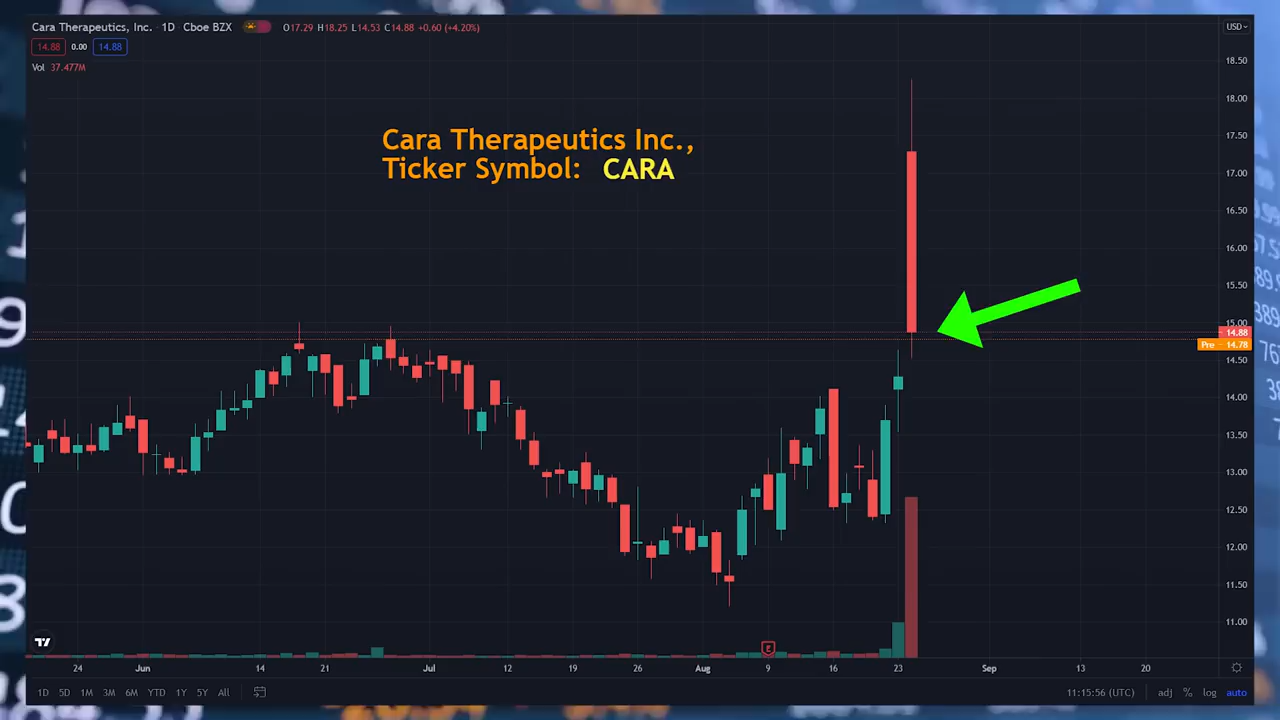 Cara Therapeutics, Inc. · 1D Cboe BZX O17.29 H18.25 L14.53 C14.88 +0.60 (+4.20%)
USD
14.88 0.00 14.88
Vol 37.477M
Cara Therapeutics Inc.,
Ticker Symbol: CARA
18.50
18.00
17.50
17.00
16.50
16.00
15.50
15.00
14.88
Pre 14.78
14.50
14.00
13.50
13.00
12.50
12.00
11.50
11.00
E
24 Jun 14 21 Jul 12 19 26 Aug 9 16 23 Sep 13 20
1D 5D 1M 3M 6M YTD 1Y 5Y All 11:15:56 (UTC) adj % log auto